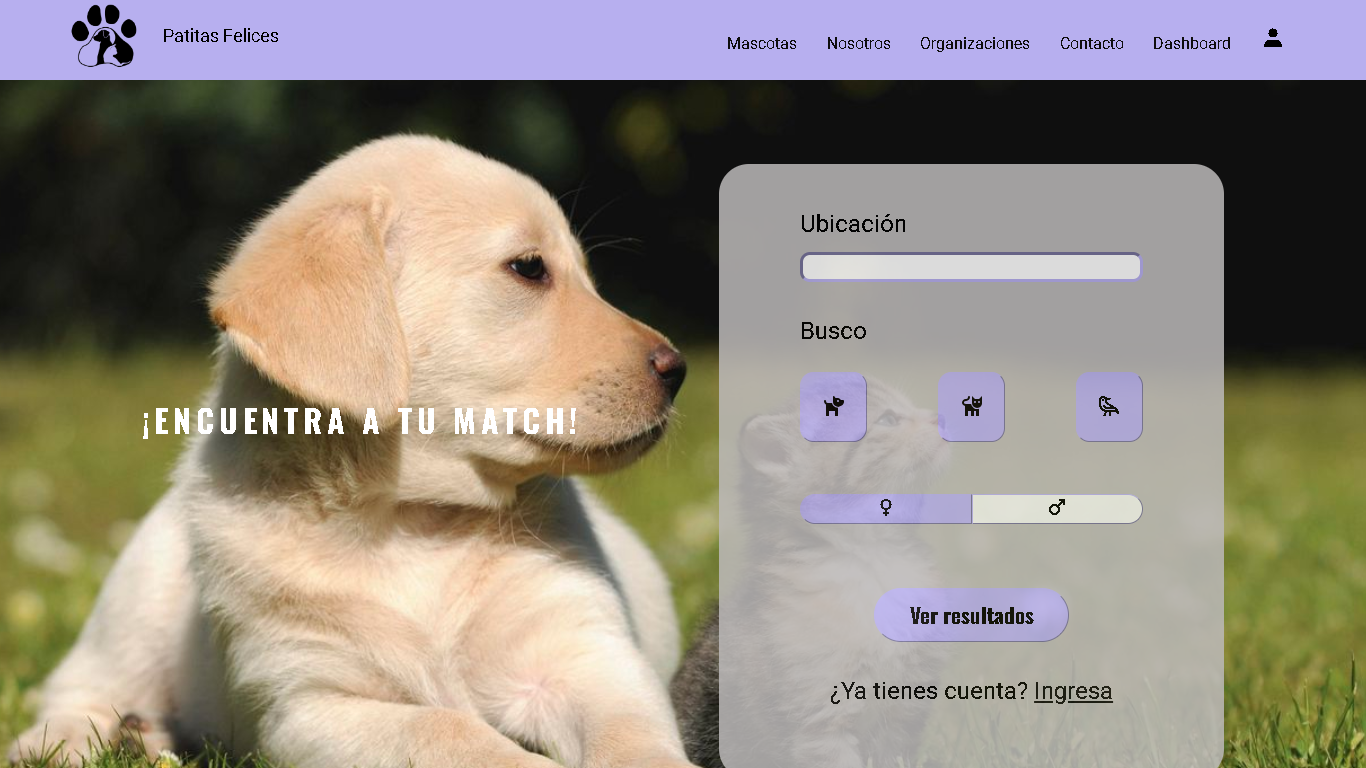 Patitas Felices
Mascotas Nosotros Organizaciones Contacto Dashboard
¡ENCUENTRA A TU MATCH!
Ubicación
Busco
♀ ♂
Ver resultados
¿Ya tienes cuenta? Ingresa